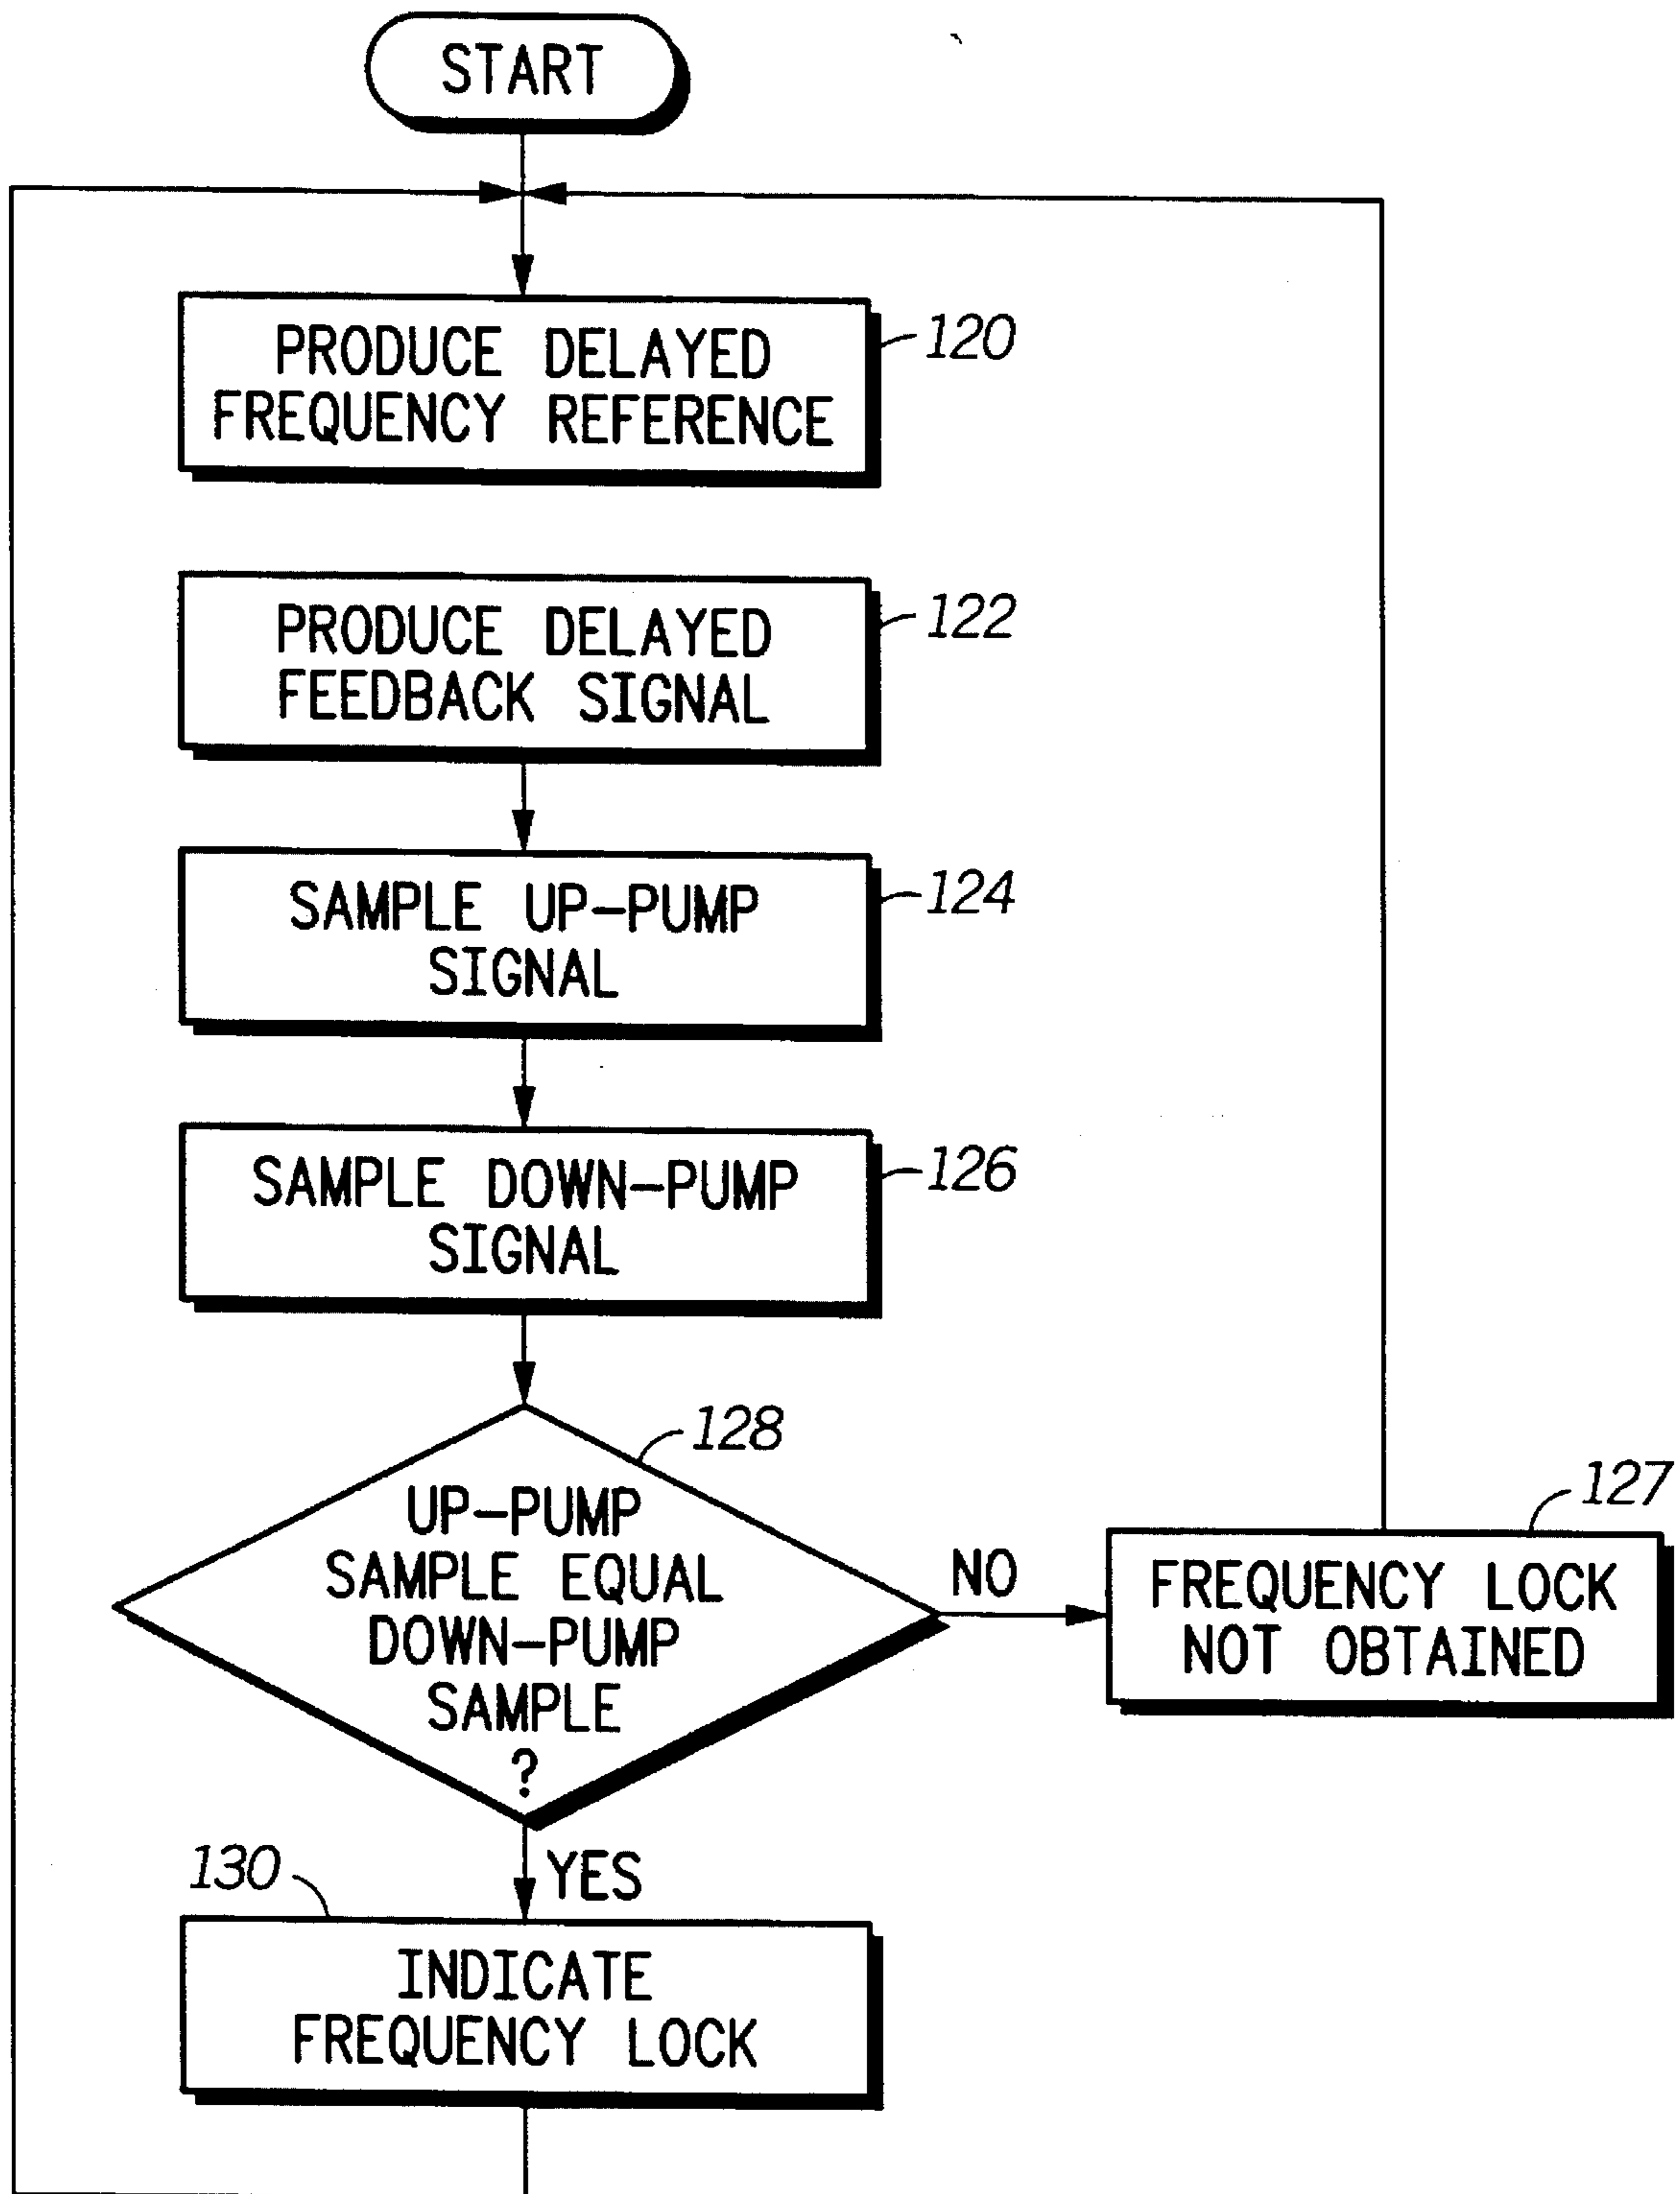 START
PRODUCE DELAYED
FREQUENCY REFERENCE
120
PRODUCE DELAYED
FEEDBACK SIGNAL
122
SAMPLE UP-PUMP
SIGNAL
124
SAMPLE DOWN-PUMP
SIGNAL
126
128
UP-PUMP
SAMPLE EQUAL
DOWN-PUMP
SAMPLE
?
NO
127
FREQUENCY LOCK
NOT OBTAINED
YES
130
INDICATE
FREQUENCY LOCK